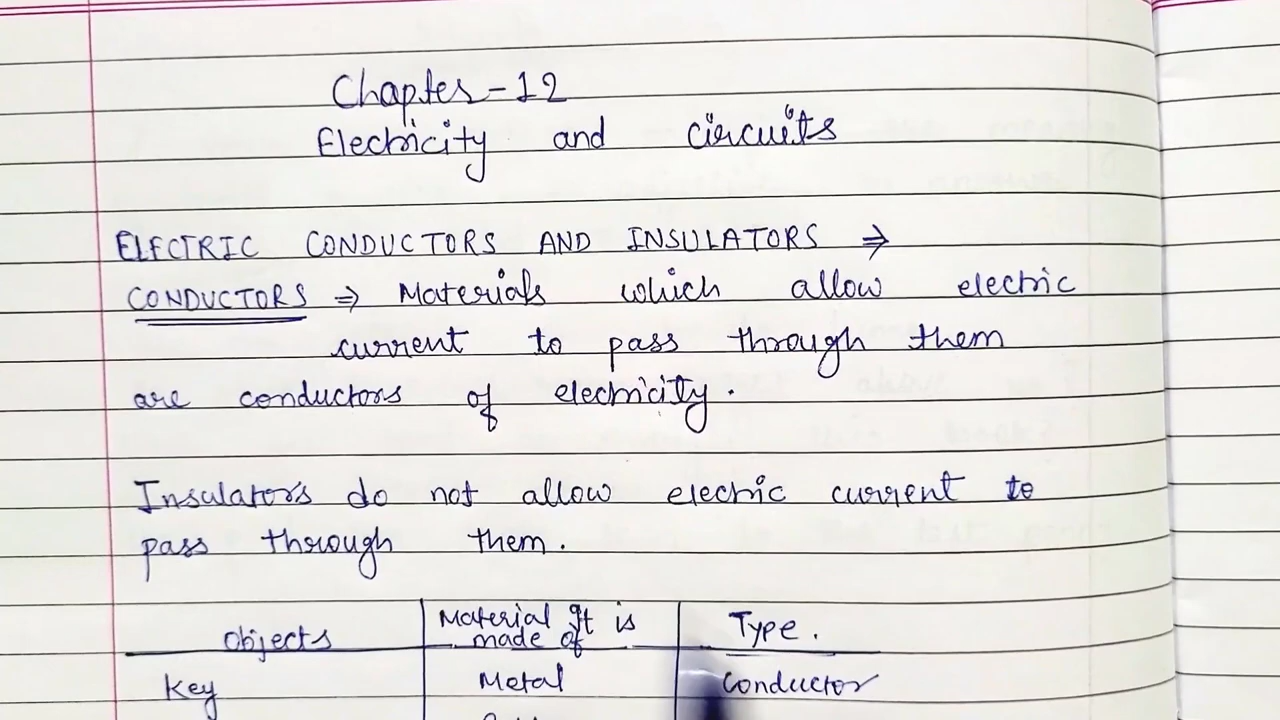 Chapter-12
Electricity and circuits
ELECTRIC CONDUCTORS AND INSULATORS ⇒
CONDUCTORS ⇒ Materials which allow electric
current to pass through them
are conductors of electricity.
Insulators do not allow electric current to
pass through them.
Objects Material It is made of Type.
Key Metal Conductor